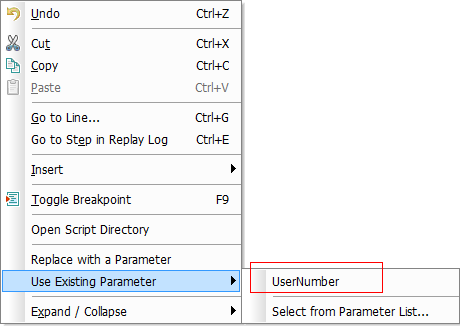 Undo Ctrl+Z
Cut Ctrl+X
Copy Ctrl+C
Paste Ctrl+V
Go to Line... Ctrl+G
Go to Step in Replay Log Ctrl+E
Insert
Toggle Breakpoint F9
Open Script Directory
Replace with a Parameter
Use Existing Parameter
UserNumber
Expand / Collapse
Select from Parameter List...